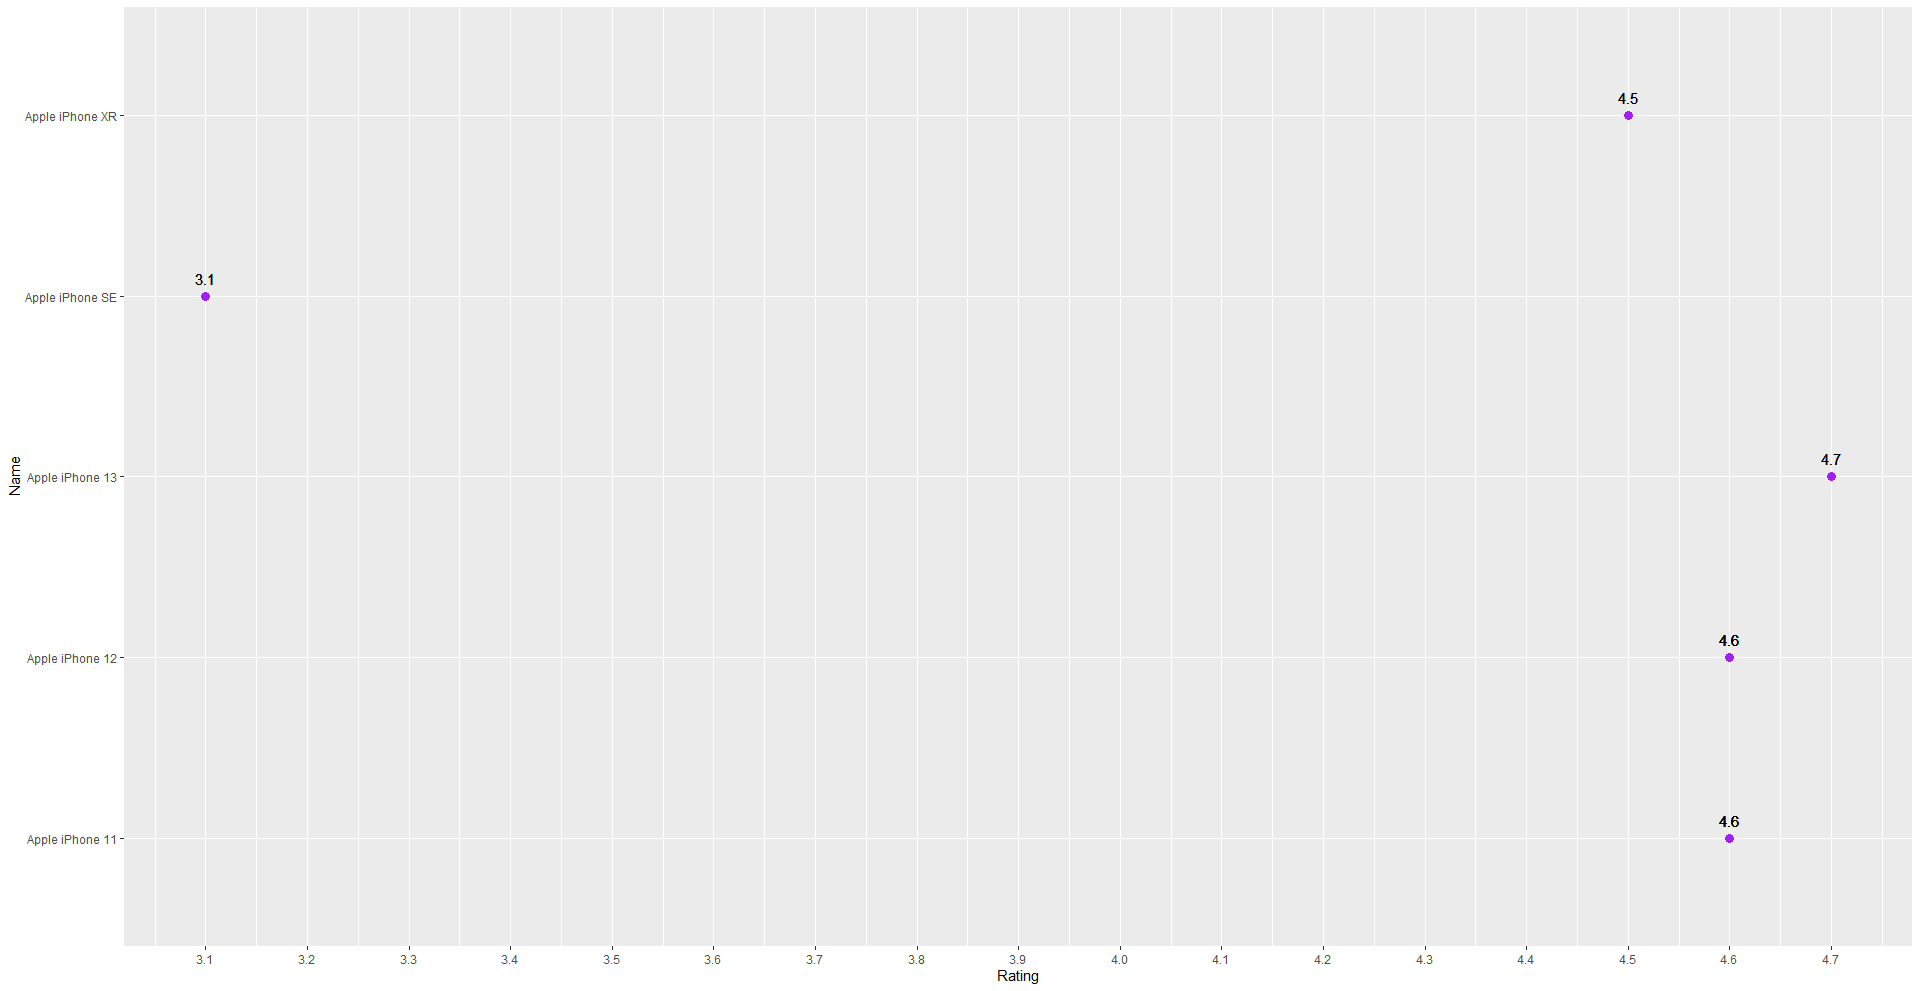 4.5
Apple iPhone XR
3.1
Apple iPhone SE
4.7
Name
Apple iPhone 13
4.6
Apple iPhone 12
4.6
Apple iPhone 11
3.1 3.2 3.3 3.4 3.5 3.6 3.7 3.8 3.9 4.0 4.1 4.2 4.3 4.4 4.5 4.6 4.7
Rating